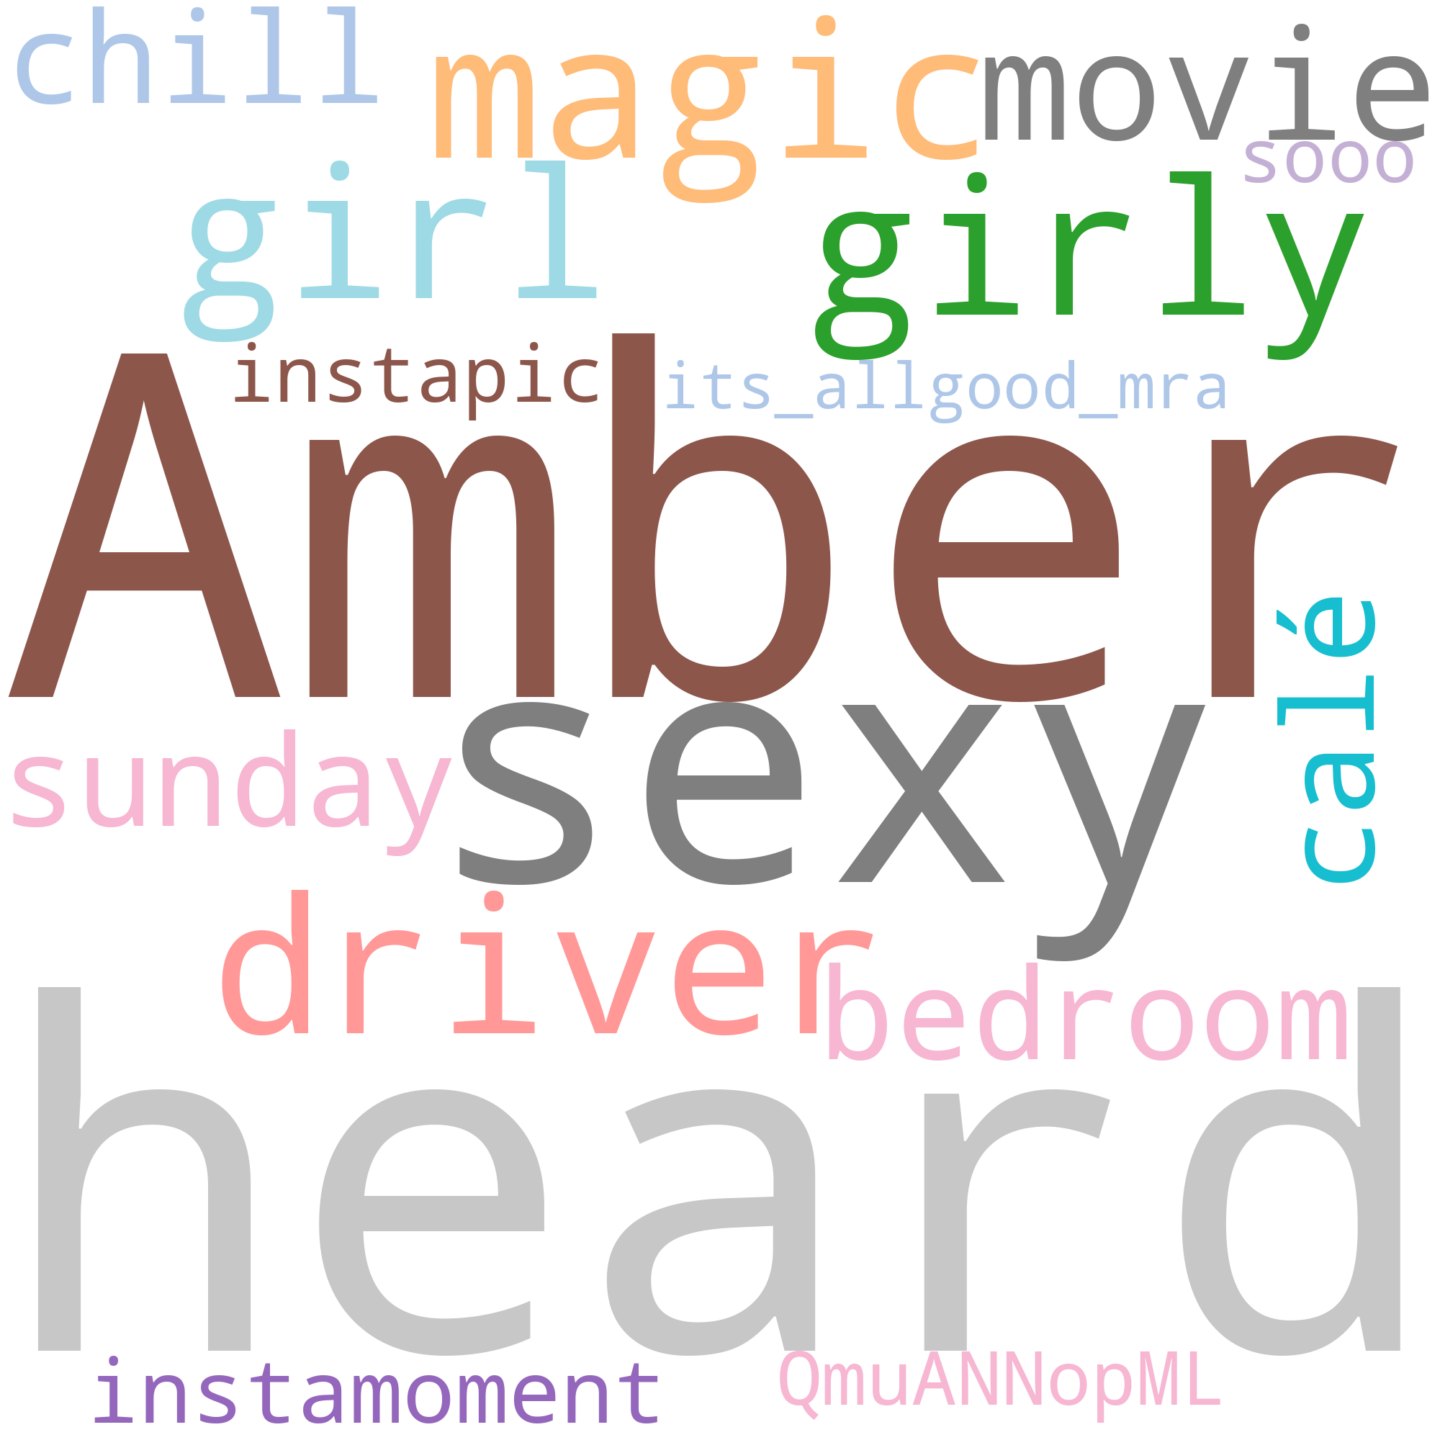 chill
magic
movie
sooo
girl
girly
instapic
its_allgood_mra
Amber
calé
sexy
sunday
driver
bedroom
heard
instamoment
QmuANNopML